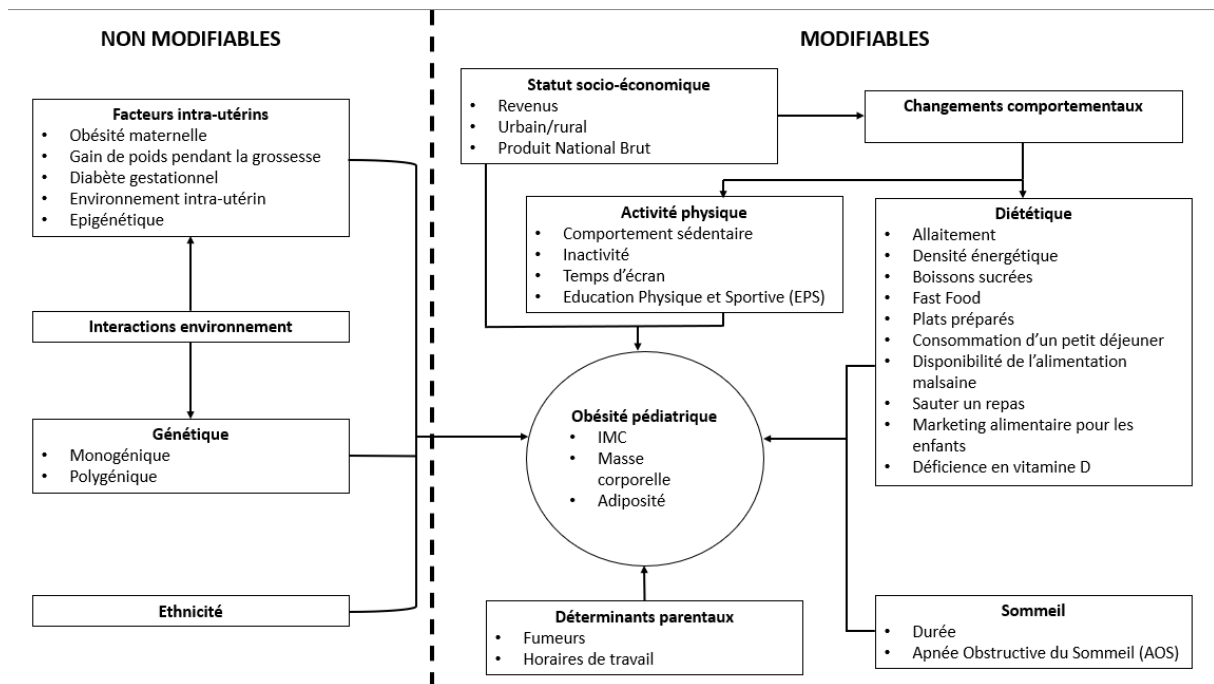 NON MODIFIABLES
Facteurs intra-utérins
• Obésité maternelle
• Gain de poids pendant la grossesse
• Diabète gestationnel
• Environnement intra-utérin
• Epigénétique
Interactions environnement
Génétique
• Monogénique
• Polygénique
Ethnicité
MODIFIABLES
Statut socio-économique
• Revenus
• Urbain/rural
• Produit National Brut
Changements comportementaux
Activité physique
• Comportement sédentaire
• Inactivité
• Temps d'écran
• Education Physique et Sportive (EPS)
Diététique
• Allaitement
• Densité énergétique
• Boissons sucrées
• Fast Food
• Plats préparés
• Consommation d'un petit déjeuner
• Disponibilité de l'alimentation
malsaine
• Sauter un repas
• Marketing alimentaire pour les
enfants
• Déficience en vitamine D
Obésité pédiatrique
• IMC
• Masse
corporelle
• Adiposité
Déterminants parentaux
• Fumeurs
• Horaires de travail
Sommeil
• Durée
• Apnée Obstructive du Sommeil (AOS)